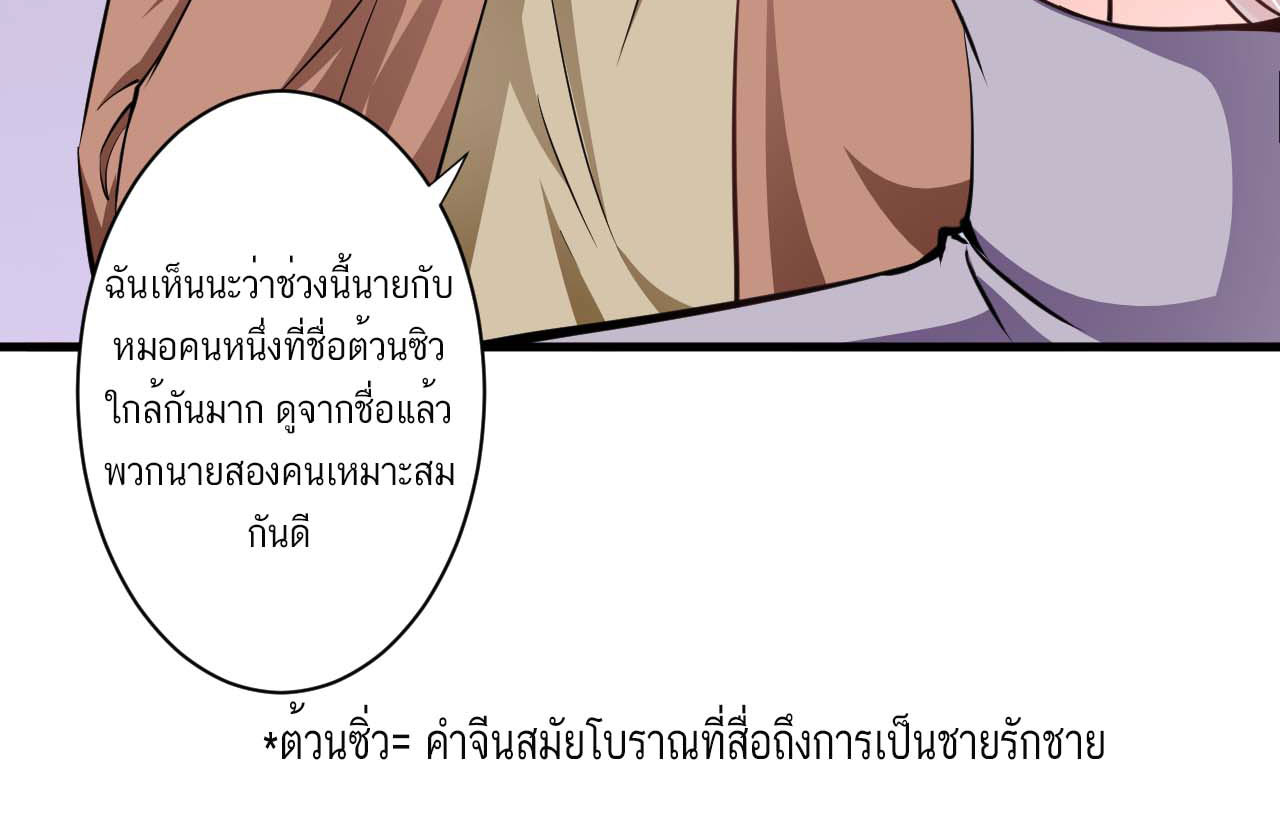 ฉันเห็นนะว่าช่วงนี้นายกับ
หมอคนหนึ่งที่ชื่อต้วนซิว
ใกล้กันมาก ดูจากชื่อแล้ว
พวกนายสองคนเหมาะสม
กันดี
*ต้วนซิ่ว= คำจีนสมัยโบราณที่สื่อถึงการเป็นชายรักชาย